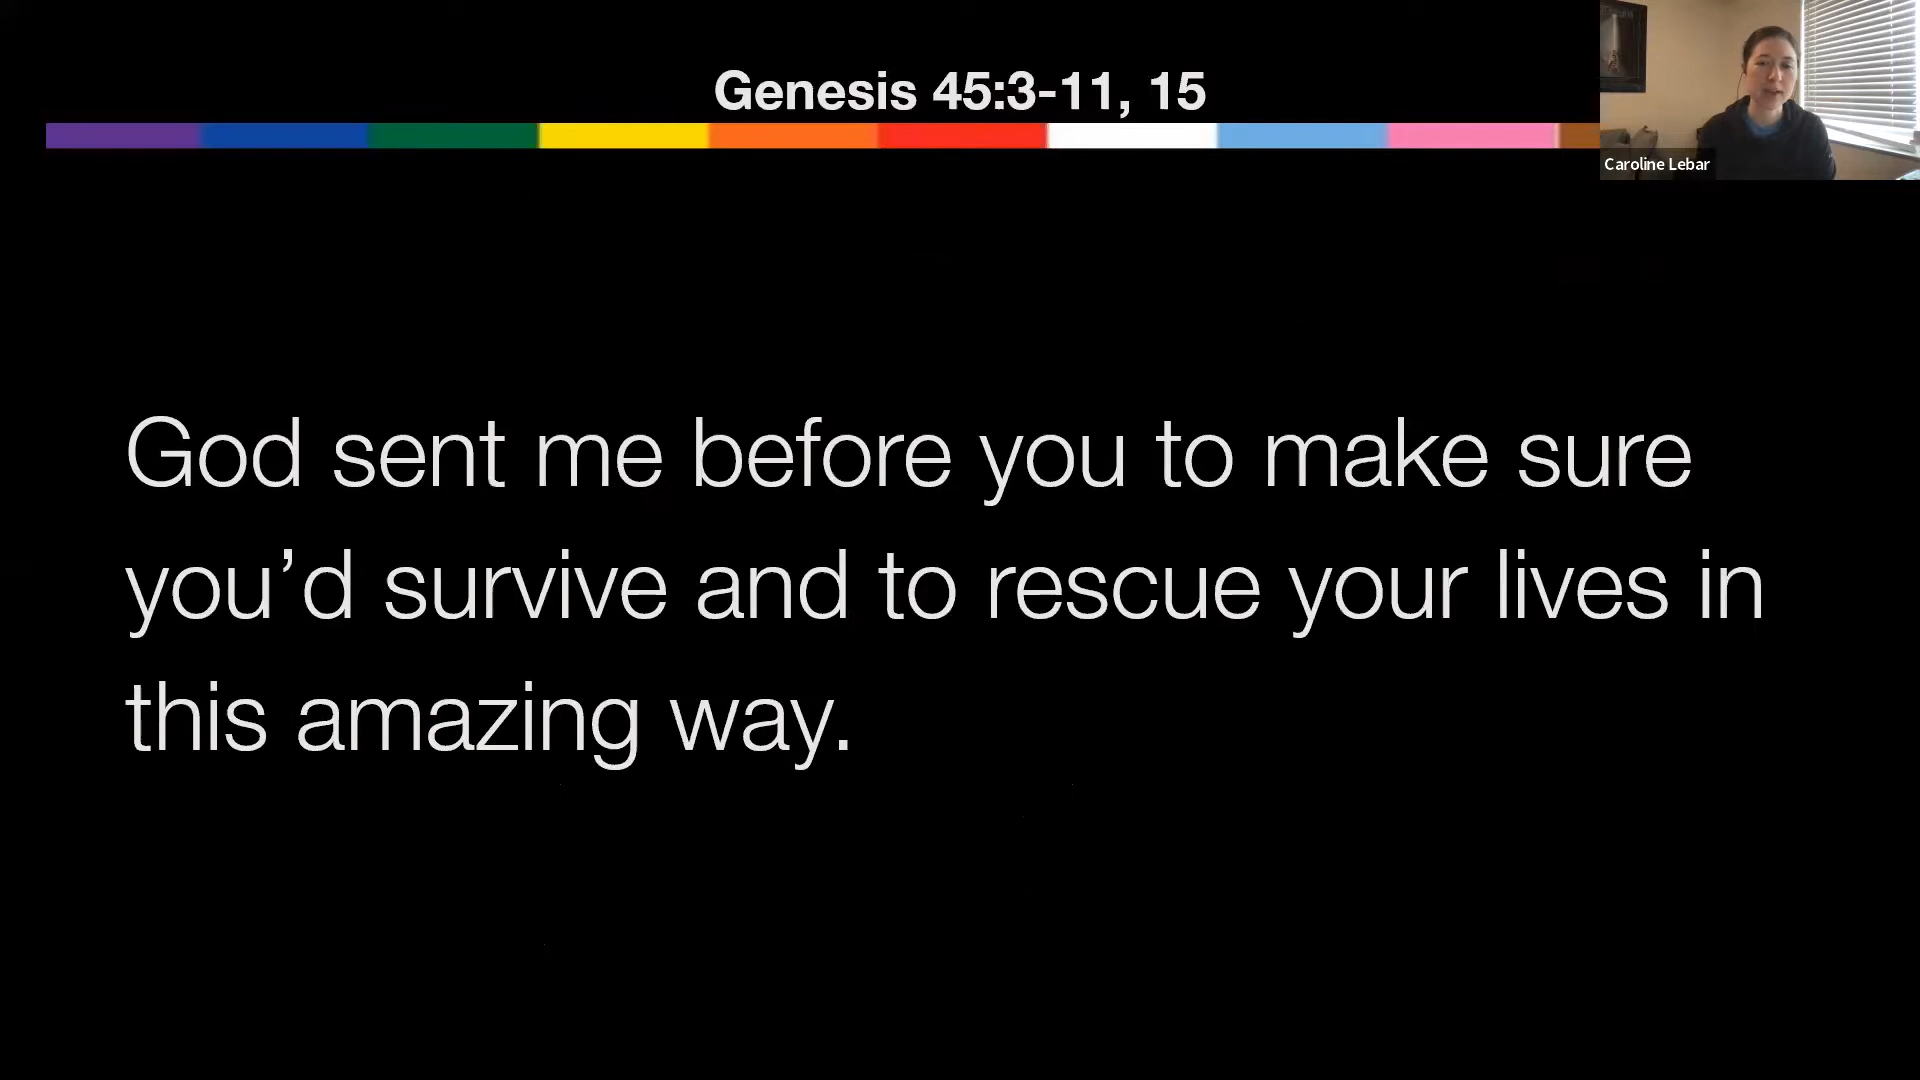 Genesis 45:3-11, 15
Caroline Lebar
God sent me before you to make sure
you’d survive and to rescue your lives in
this amazing way.